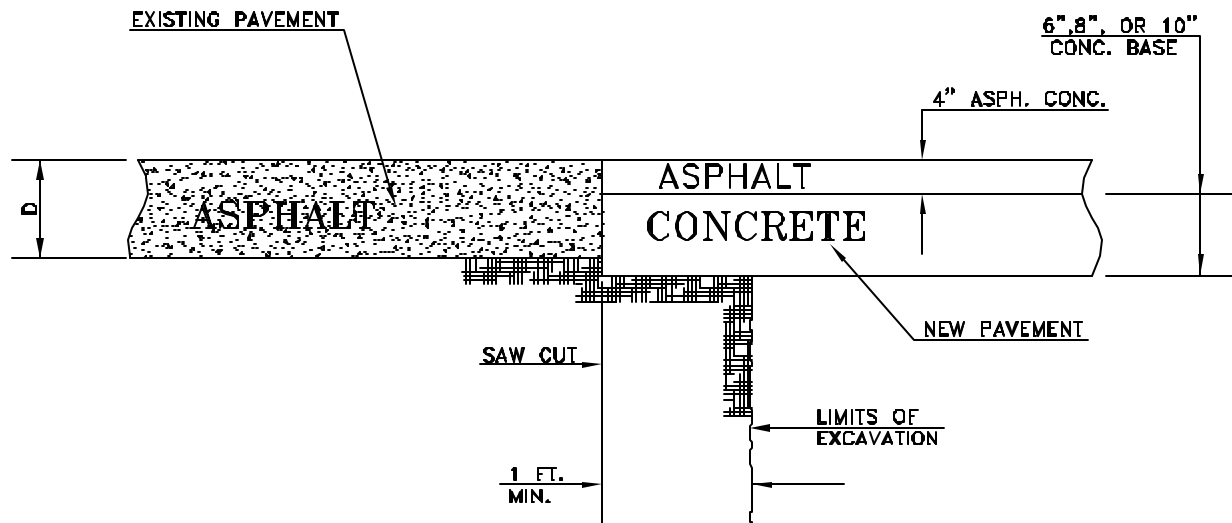 EXISTING PAVEMENT
6",8", OR 10"
CONC. BASE
4" ASPH. CONC.
ASPHALT
D
ASPHALT
CONCRETE
NEW PAVEMENT
SAW CUT
LIMITS OF
EXCAVATION
1 FT.
MIN.